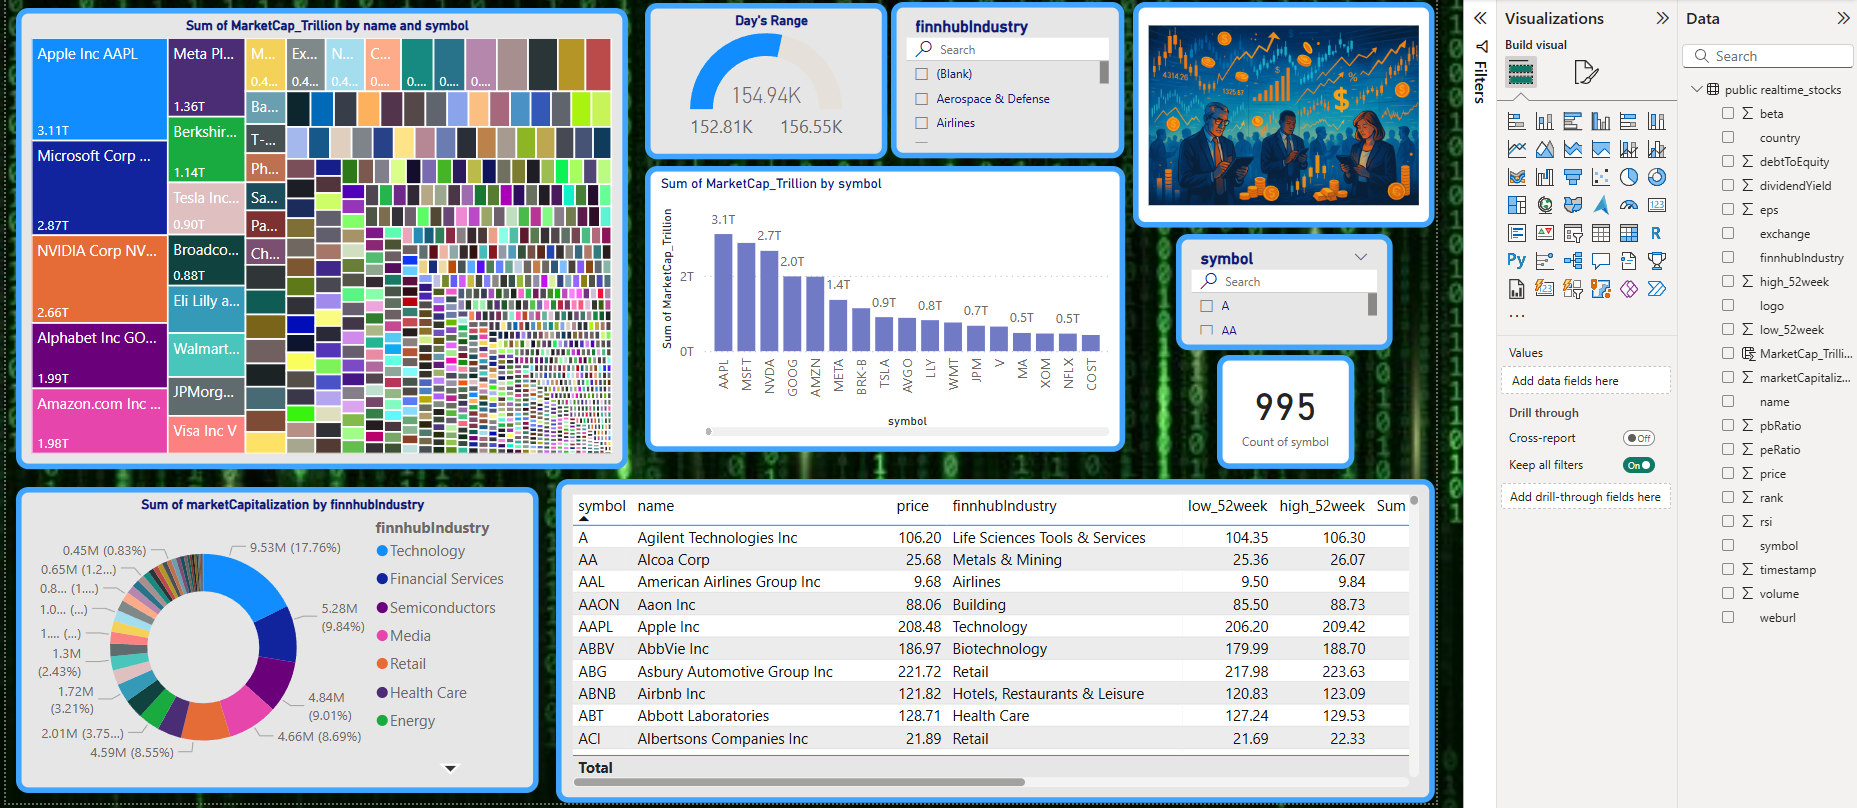 Sum of MarketCap_Trillion by name and symbol
Apple Inc AAPL
3.11T
Microsoft Corp ...
2.87T
NVIDIA Corp NV...
2.66T
Alphabet Inc GO...
1.99T
Amazon.com Inc ...
1.98T
Meta Pl...
1.36T
Berkshir...
1.14T
Tesla Inc...
0.90T
Broadco...
0.88T
Eli Lilly a...
Walmart...
JPMorg...
Visa Inc V
M...
0.4...
Ex...
0.4...
N...
0.4...
C...
0...
0....
0....
0....
Ba...
T-...
Ph...
Sa...
Pa...
Ch...
Day's Range
154.94K
152.81K
156.55K
finnhubIndustry
Search
(Blank)
Aerospace & Defense
Airlines
Sum of MarketCap_Trillion by symbol
Sum of MarketCap_Trillion
3.1T
2.7T
2.0T
1.4T
0.9T
0.8T
0.7T
0.5T
0.5T
2T
0T
AAPL
MSFT
NVDA
GOOG
AMZN
META
BRK-B
TSLA
AVGO
LLY
WMT
JPM
V
MA
XOM
NFLX
COST
symbol
4314.26
1325.87
symbol
Search
A
AA
995
Count of symbol
Sum of marketCapitalization by finnhubIndustry
9.53M (17.76%)
5.28M
(9.84%)
4.84M
(9.01%)
4.66M (8.69%)
4.59M (8.55%)
2.01M (3.75...)
1.72M
(3.21%)
1.3M
(2.43%)
1.... (...)
1.0... (...)
0.8... (1....)
0.65M (1.2...)
0.45M (0.83%)
finnhubIndustry
Technology
Financial Services
Semiconductors
Media
Retail
Health Care
Energy
symbol name price finnhubIndustry low_52week high_52week Sum
A Agilent Technologies Inc 106.20 Life Sciences Tools & Services 104.35 106.30
AA Alcoa Corp 25.68 Metals & Mining 25.36 26.07
AAL American Airlines Group Inc 9.68 Airlines 9.50 9.84
AAON Aaon Inc 88.06 Building 85.50 88.73
AAPL Apple Inc 208.48 Technology 206.20 209.42
ABBV AbbVie Inc 186.97 Biotechnology 179.99 188.70
ABG Asbury Automotive Group Inc 221.72 Retail 217.98 223.63
ABNB Airbnb Inc 121.82 Hotels, Restaurants & Leisure 120.83 123.09
ABT Abbott Laboratories 128.71 Health Care 127.24 129.53
ACI Albertsons Companies Inc 21.89 Retail 21.69 22.33
Total
Filters
Visualizations
Build visual
Values
Add data fields here
Drill through
Cross-report
Off
Keep all filters
On
Add drill-through fields here
Data
Search
public realtime_stocks
beta
country
debtToEquity
dividendYield
eps
exchange
finnhubIndustry
high_52week
logo
low_52week
MarketCap_Trilli...
marketCapitaliz...
name
pbRatio
peRatio
price
rank
rsi
symbol
timestamp
volume
weburl